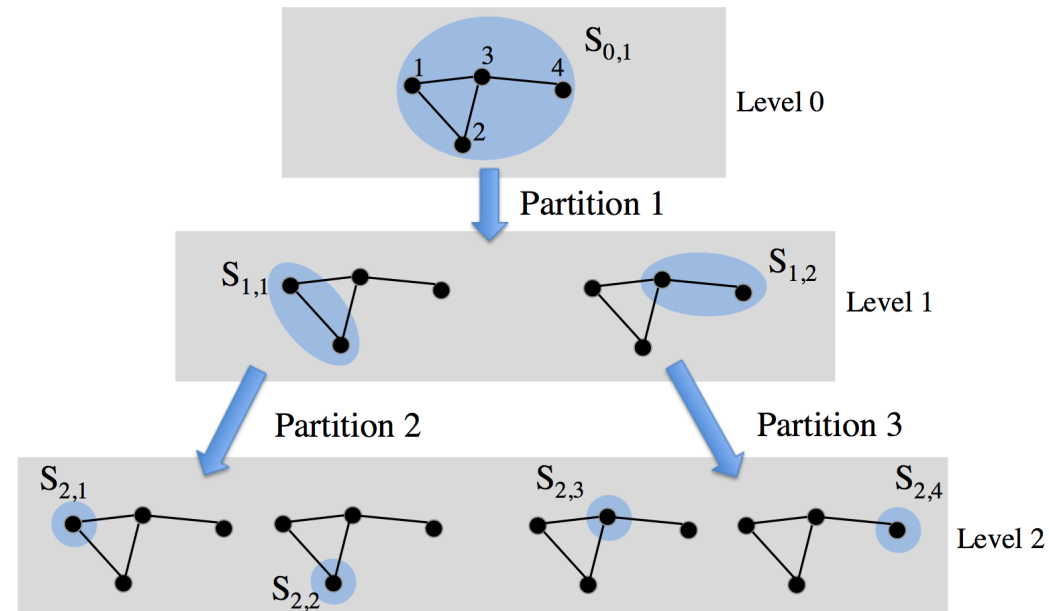 S0,1
1
3
4
2
Level 0
Partition 1
S1,1
S1,2
Level 1
Partition 2
Partition 3
S2,1
S2,2
S2,3
S2,4
Level 2